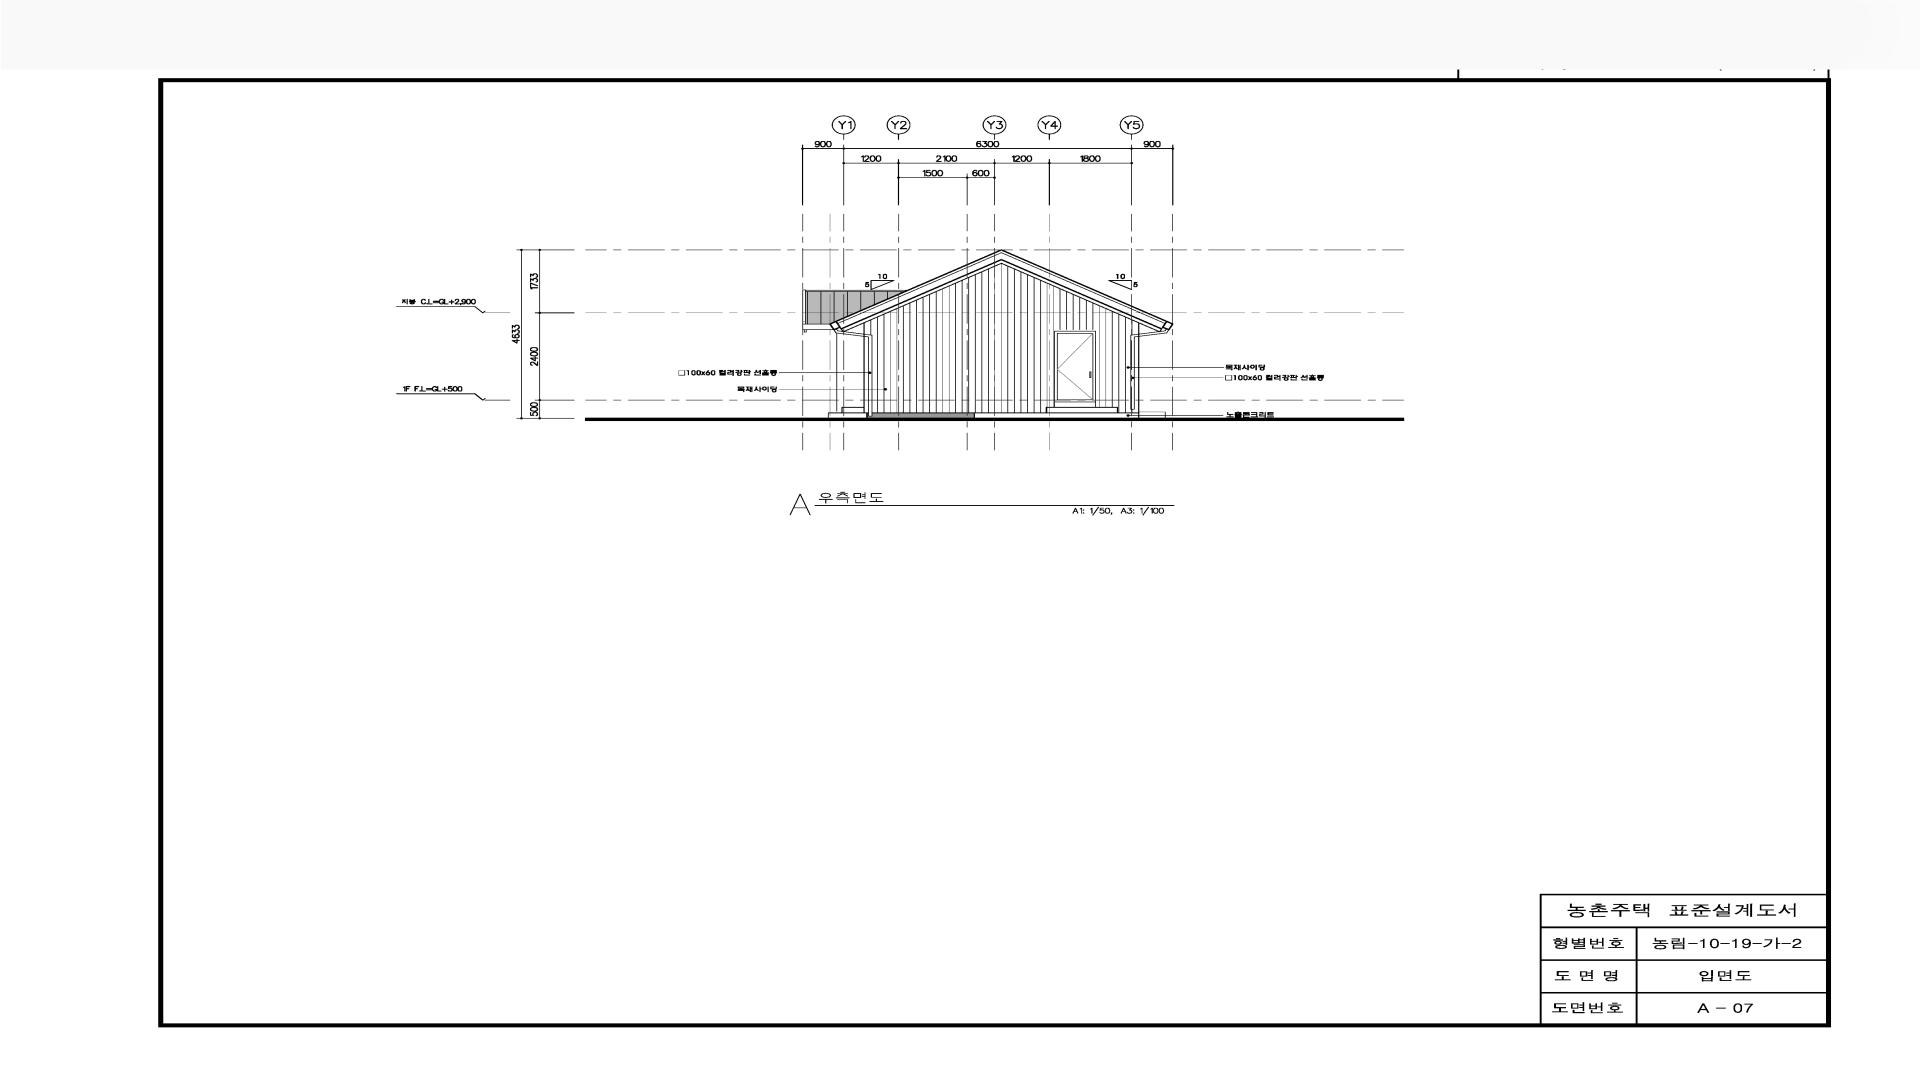 Y1 Y2 Y3 Y4 Y5
900 6300 900
1200 2100 1200 1800
1500 600
1733
4633
2400
500
지붕 C.L=GL+2,900
1F F.L=GL+500
10
5
10
5
□100x60 컬러강판 선홈통
목재사이딩
목재사이딩
□100x60 컬러강판 선홈통
노출콘크리트
A 우측면도
A1: 1/50, A3: 1/100
농촌주택 표준설계도서
형별번호 농림-10-19-가-2
도 면 명 입면도
도면번호 A - 07